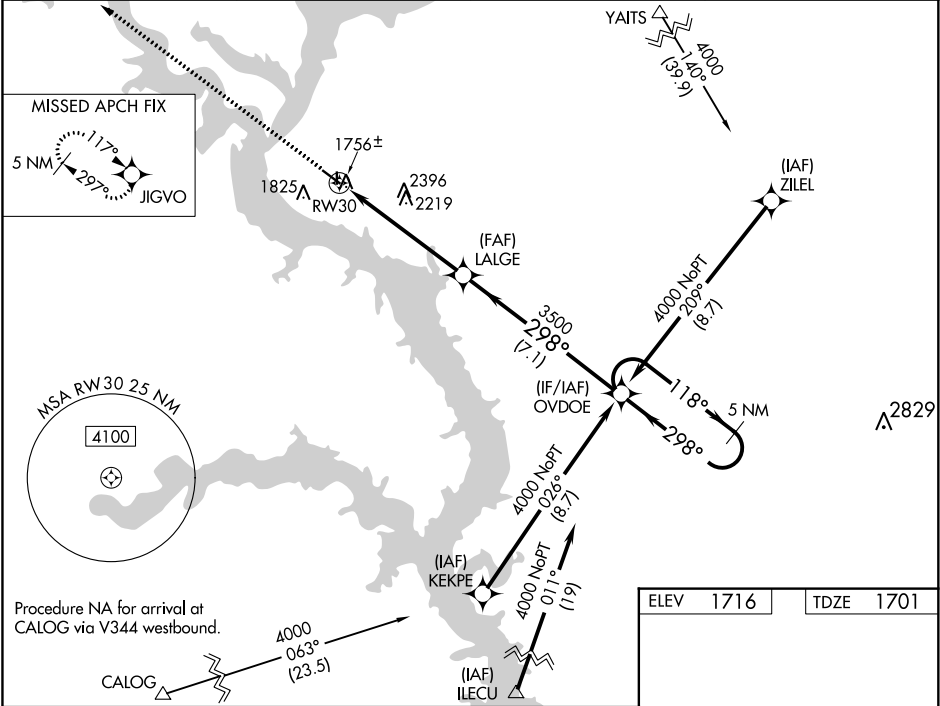 YAITS
4000
140°
(39.9)
MISSED APCH FIX
5 NM
117°
297°
JIGVO
1756±
1825
RW30
2396
2219
(IAF)
ZILEL
(FAF)
LALGE
4000 NoPT
209°
(8.7)
3500
298°
(7.1)
(IF/IAF)
OVDOE
118°
5 NM
298°
2829
MSA RW30 25 NM
4100
4000 NoPT
026°
(8.7)
(IAF)
KEKPE
4000 NoPT
011°
(19)
Procedure NA for arrival at
CALOG via V344 westbound.
4000
063°
(23.5)
CALOG
(IAF)
ILECU
ELEV 1716
TDZE 1701